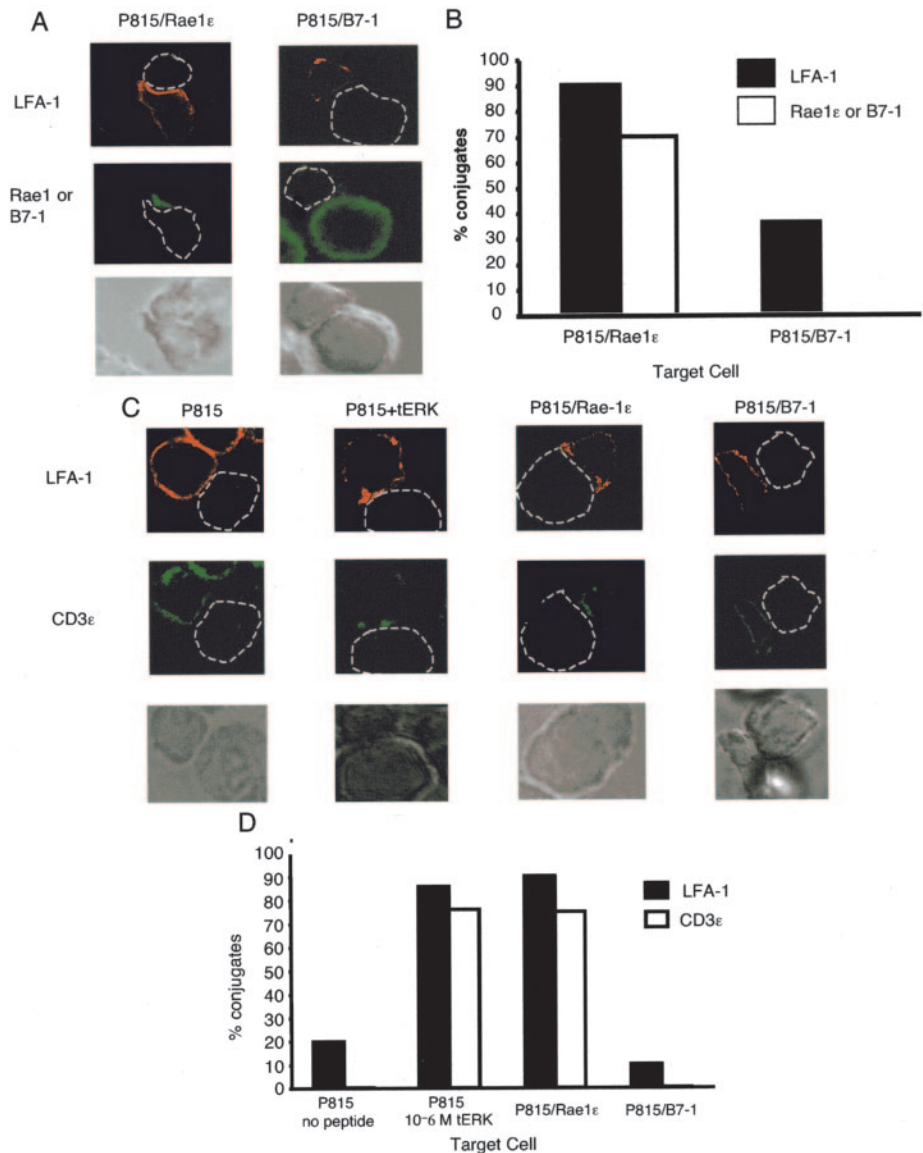 A
P815/Rae1ε
P815/B7-1
LFA-1
Rae1 or
B7-1
B
% conjugates
100
90
80
70
60
50
40
30
20
10
0
LFA-1
Rae1ε or B7-1
P815/Rae1ε
P815/B7-1
Target Cell
C
P815
P815+tERK
P815/Rae-1ε
P815/B7-1
LFA-1
CD3ε
D
% conjugates
100
90
80
70
60
50
40
30
20
10
0
LFA-1
CD3ε
P815
no peptide
P815
10⁻6 M tERK
P815/Rae1ε
P815/B7-1
Target Cell